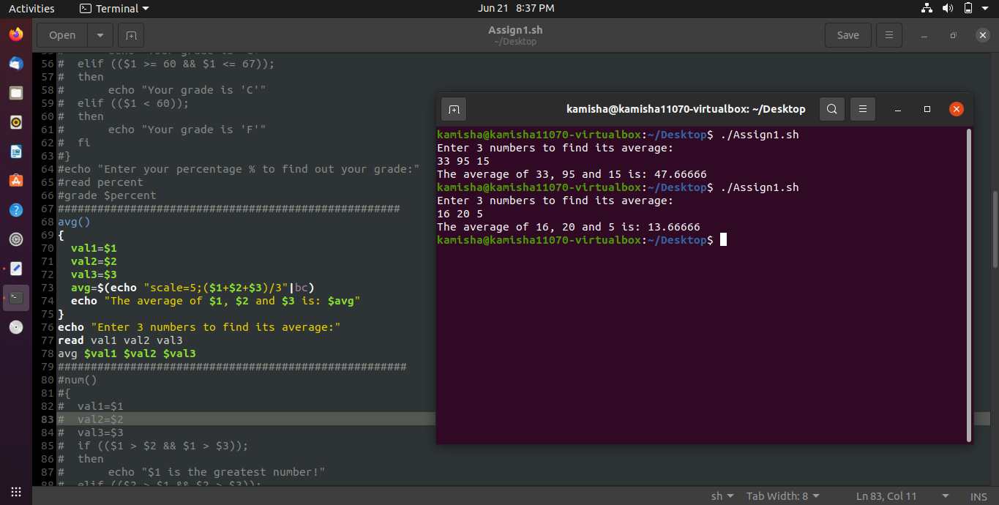 Activities
Terminal
Jun 21 8:37 PM
Open
Assign1.sh
~/Desktop
Save
56 #  elif (($1 >= 60 && $1 <= 67));
57 #  then
58 #       echo "Your grade is 'C'"
59 #  elif (($1 < 60));
60 #  then
61 #       echo "Your grade is 'F'"
62 #  fi
63 #}
64 #echo "Enter your percentage % to find out your grade:"
65 #read percent
66 #grade $percent
67 ####################################################
68 avg()
69 {
70   val1=$1
71   val2=$2
72   val3=$3
73   avg=$(echo "scale=5;($1+$2+$3)/3"|bc)
74   echo "The average of $1, $2 and $3 is: $avg"
75 }
76 echo "Enter 3 numbers to find its average:"
77 read val1 val2 val3
78 avg $val1 $val2 $val3
79 #####################################################
80 #num()
81 #{
82 #  val1=$1
83 #  val2=$2
84 #  val3=$3
85 #  if (($1 > $2 && $1 > $3));
86 #  then
87 #       echo "$1 is the greatest number!"
88 #  elif (($2 > $1 && $2 > $3));
kamisha@kamisha11070-virtualbox: ~/Desktop
kamisha@kamisha11070-virtualbox:~/Desktop$ ./Assign1.sh
Enter 3 numbers to find its average:
33 95 15
The average of 33, 95 and 15 is: 47.66666
kamisha@kamisha11070-virtualbox:~/Desktop$ ./Assign1.sh
Enter 3 numbers to find its average:
16 20 5
The average of 16, 20 and 5 is: 13.66666
kamisha@kamisha11070-virtualbox:~/Desktop$
sh
Tab Width: 8
Ln 83, Col 11
INS